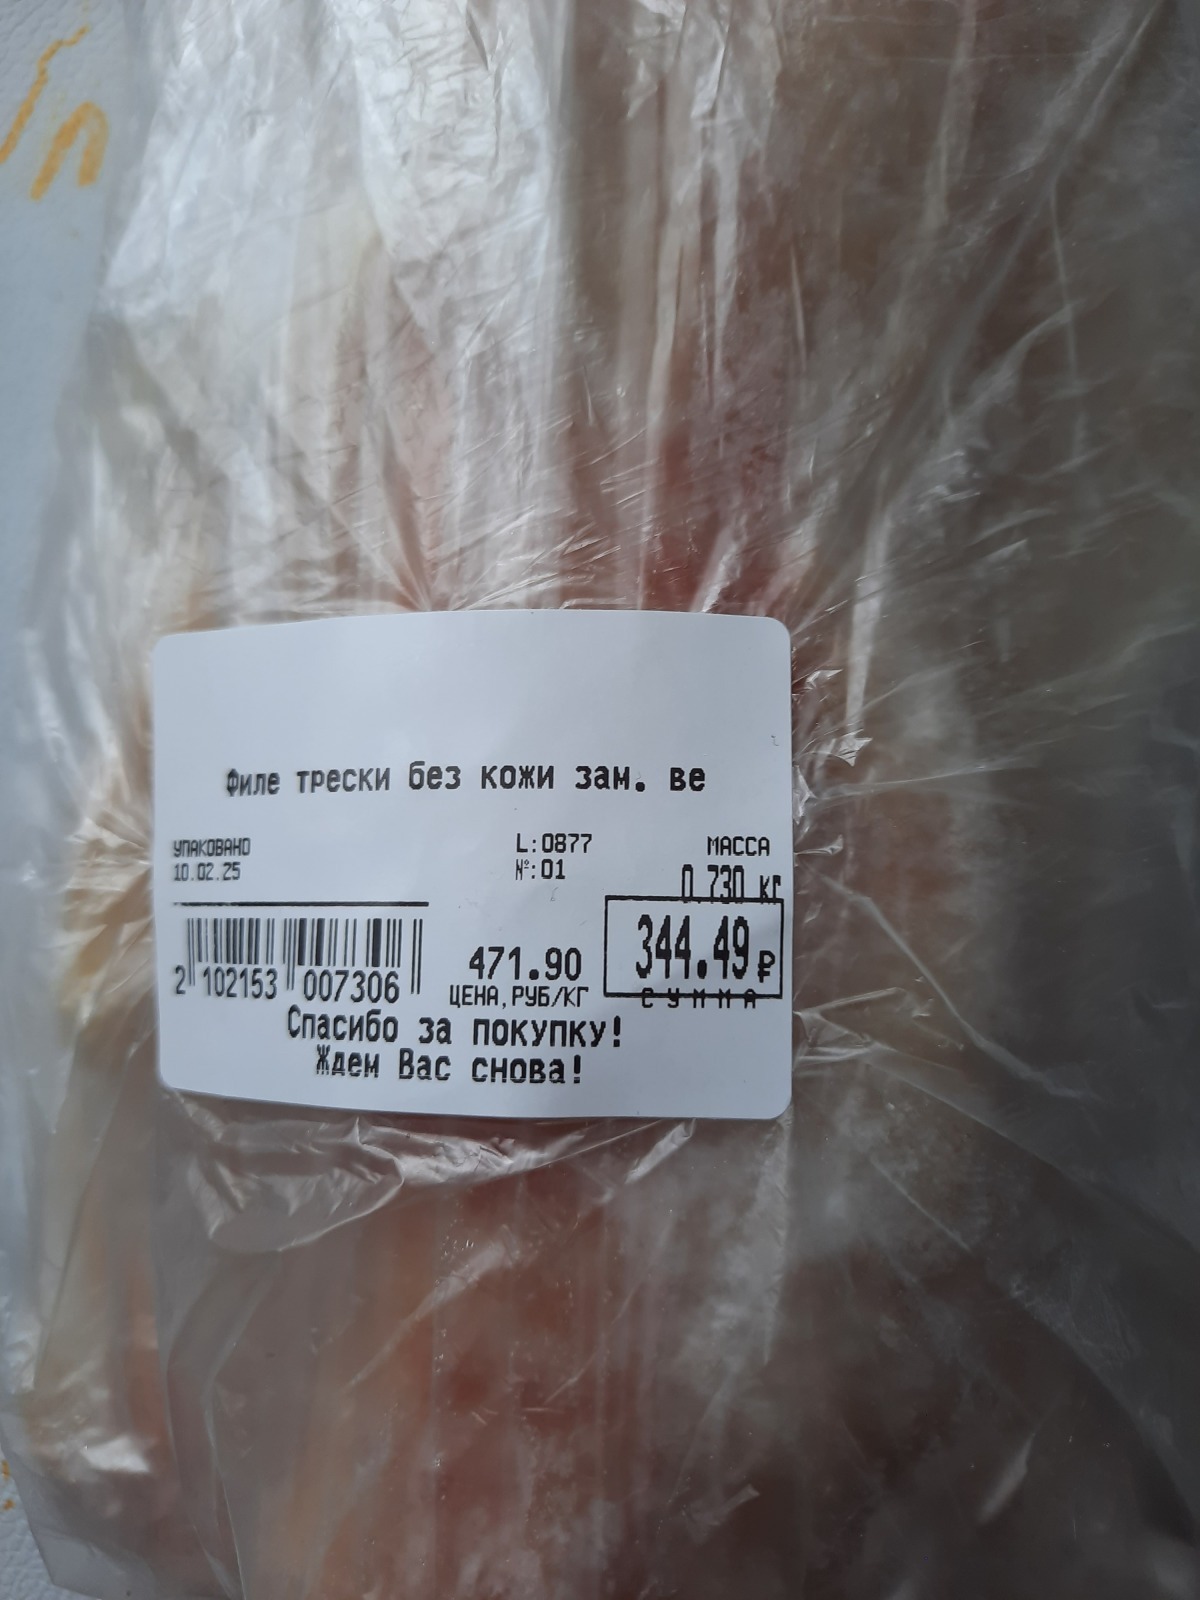 Филе трески без кожи зам. ве
УПАКОВАНО
10.02.25
L:0877
№:01
МАССА
0.730 кг
2 102153 007306
471.90
ЦЕНА,РУБ/КГ
344.49 ₽
СУММА
Спасибо за покупку!
Ждем Вас снова!